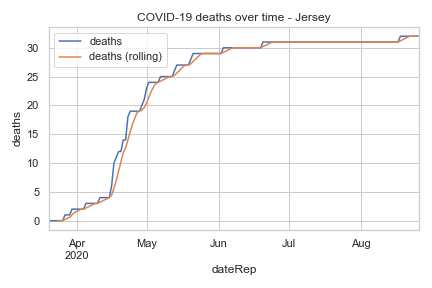 COVID-19 deaths over time - Jersey
deaths
deaths (rolling)
deaths
30
25
20
15
10
5
0
Apr
2020
May
Jun
Jul
Aug
dateRep